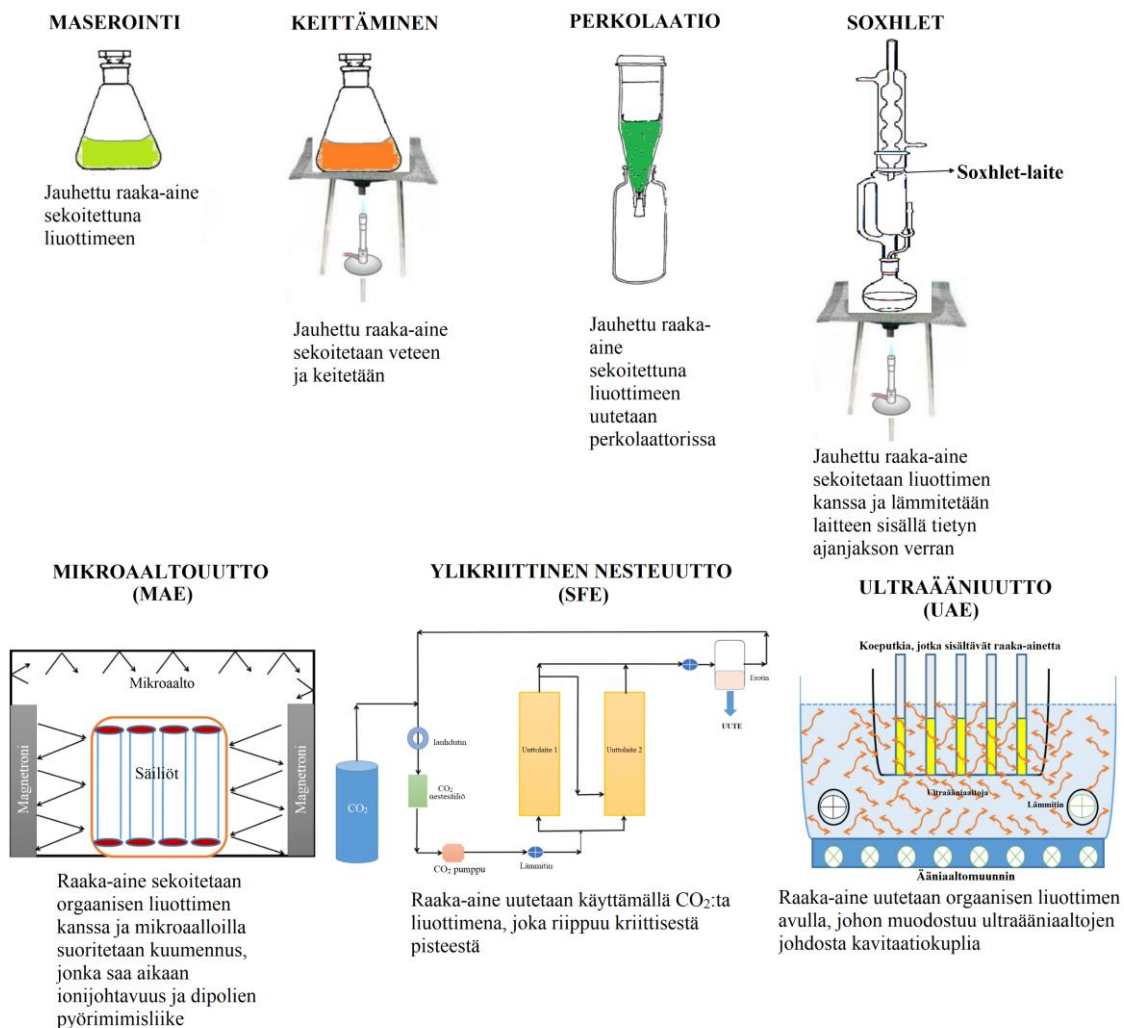 MASEROINTI
Jauhettu raaka-aine
sekoitettuna
liuottimeen
KEITTÄMINEN
Jauhettu raaka-aine
sekoitetaan veteen
ja keitetään
PERKOLAATIO
Jauhettu raaka-
aine
sekoitettuna
liuottimeen
uutetaan
perkolaattorissa
SOXHLET
Soxhlet-laite
Jauhettu raaka-aine
sekoitetaan liuottimen
kanssa ja lämmitetään
laitteen sisällä tietyn
ajanjakson verran
MIKROAALTOUUTTO
(MAE)
Mikroaalto
Magnetroni
Säiliöt
Magnetroni
Raaka-aine sekoitetaan
orgaanisen liuottimen
kanssa ja mikroaalloilla
suoritetaan kuumennus,
jonka saa aikaan
ionijohtavuus ja dipolien
pyörimimisliike
YLIKRIITTINEN NESTEUUTTO
(SFE)
Erotin
UUTE
lauhdutin
Uuttolaite 1
Uuttolaite 2
CO₂
CO₂
nestesäiliö
CO₂ pumppu
Lämmitin
Raaka-aine uutetaan käyttämällä CO₂:ta
liuottimena, joka riippuu kriittisestä
pisteestä
ULTRAÄÄNIUUTTO
(UAE)
Koeputkia, jotka sisältävät raaka-ainetta
Ultraääniaaltoja
Lämmitin
Ääniaaltomuunnin
Raaka-aine uutetaan orgaanisen liuottimen
avulla, johon muodostuu ultraääniaaltojen
johdosta kavitaatiokuplia